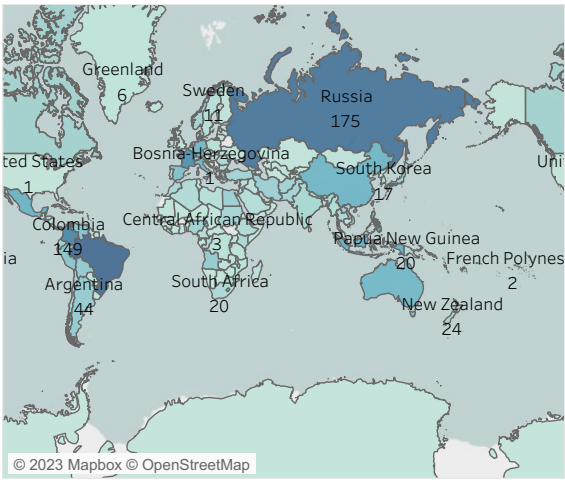 Greenland
6
Sweden
11
Russia
175
Bosnia-Herzegovina
1
ted States
1
South Korea
17
Uni
Colombia
149
Central African Republic
3
Papua New Guinea
20
ia
French Polynes
2
Argentina
44
South Africa
20
New Zealand
24
© 2023 Mapbox © OpenStreetMap